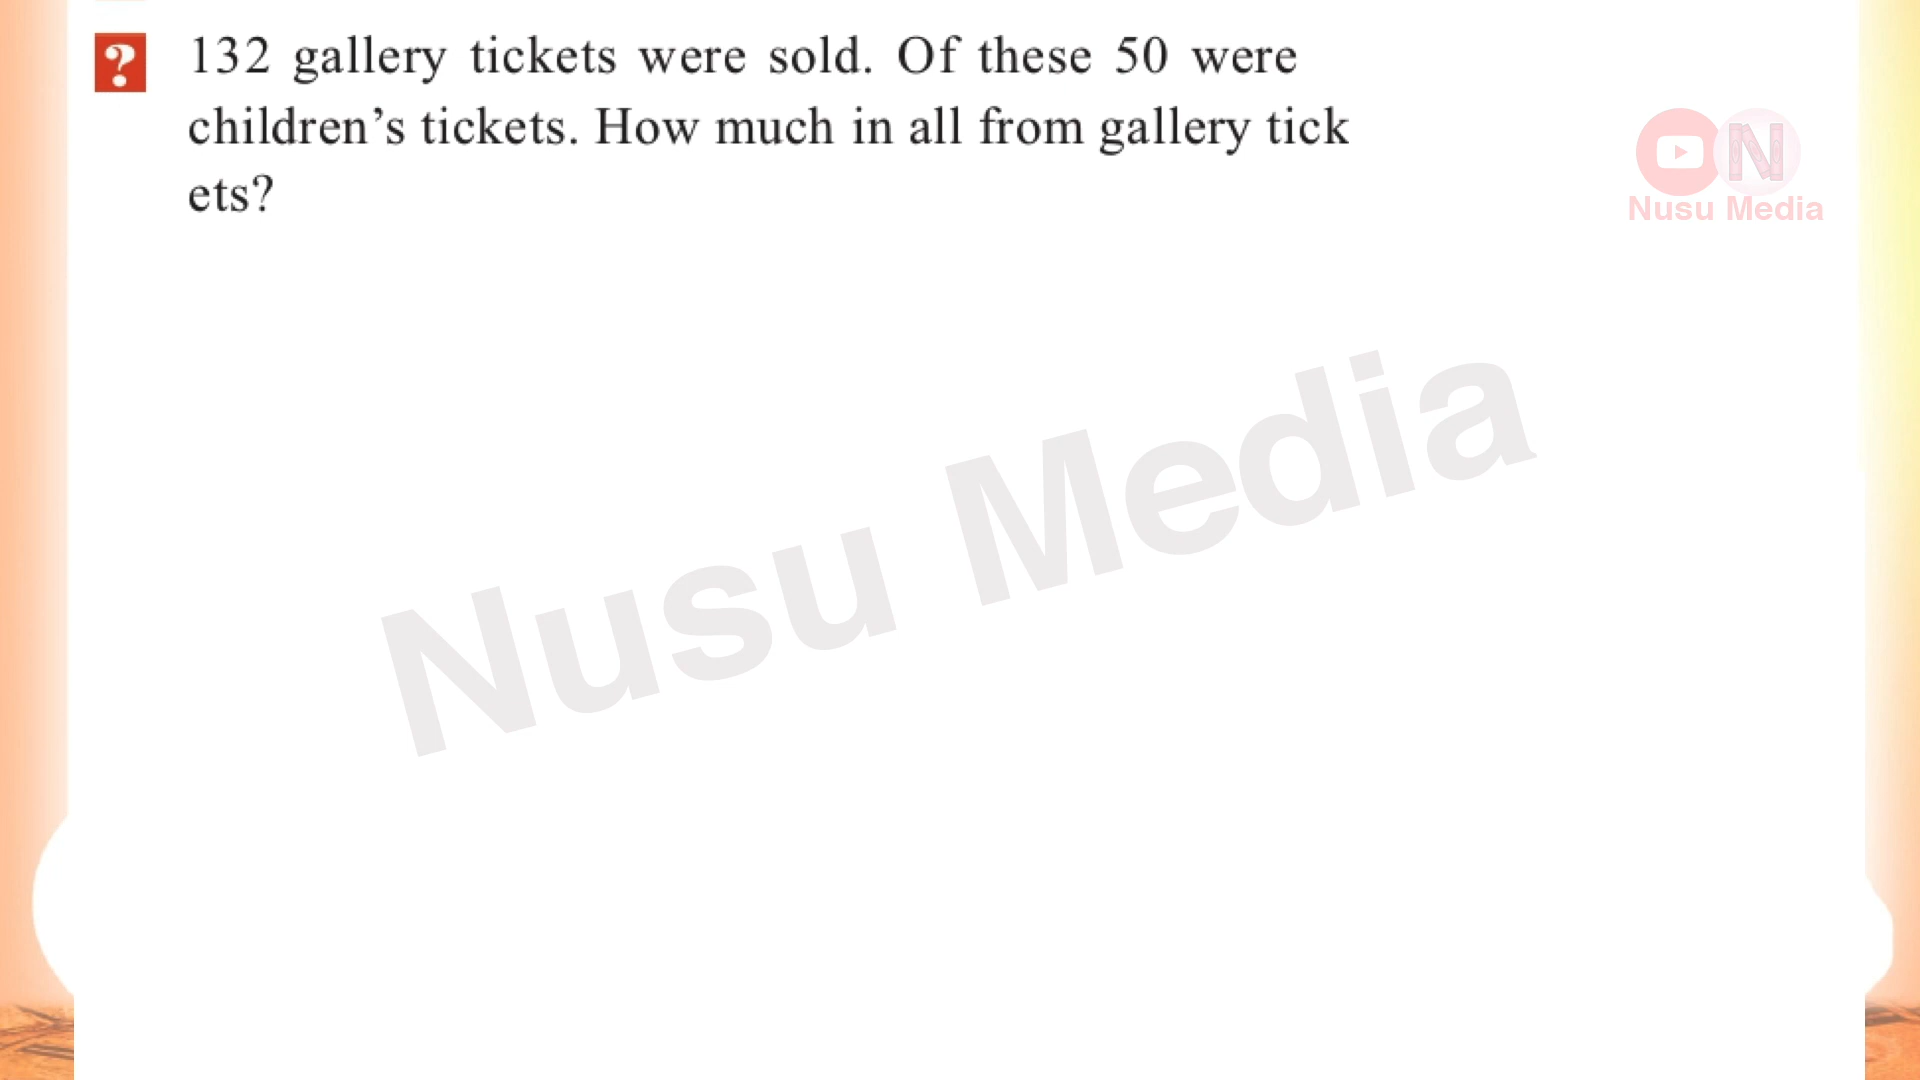 ? 132 gallery tickets were sold. Of these 50 were
children’s tickets. How much in all from gallery tick
ets?
N
Nusu Media
Nusu Media